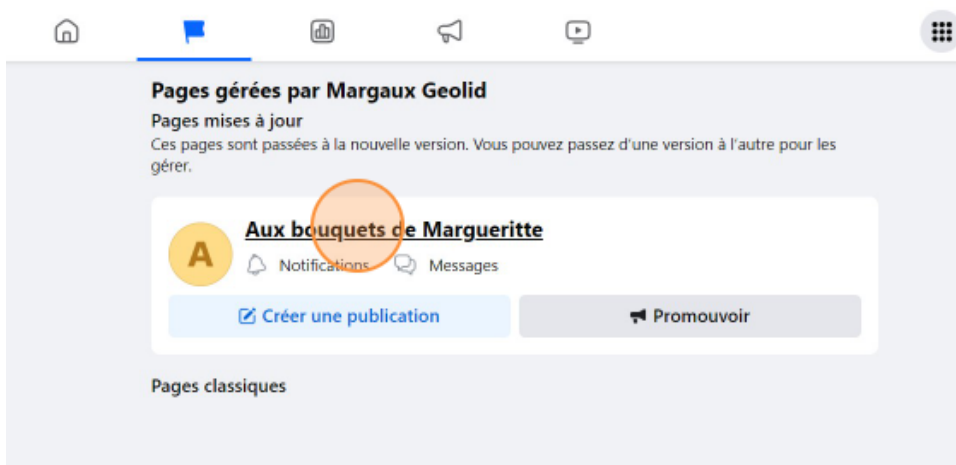 Pages gérées par Margaux Geolid
Pages mises à jour
Ces pages sont passées à la nouvelle version. Vous pouvez passez d'une version à l'autre pour les
gérer.
A
Aux bouquets de Margueritte
Notifications Messages
Créer une publication Promouvoir
Pages classiques